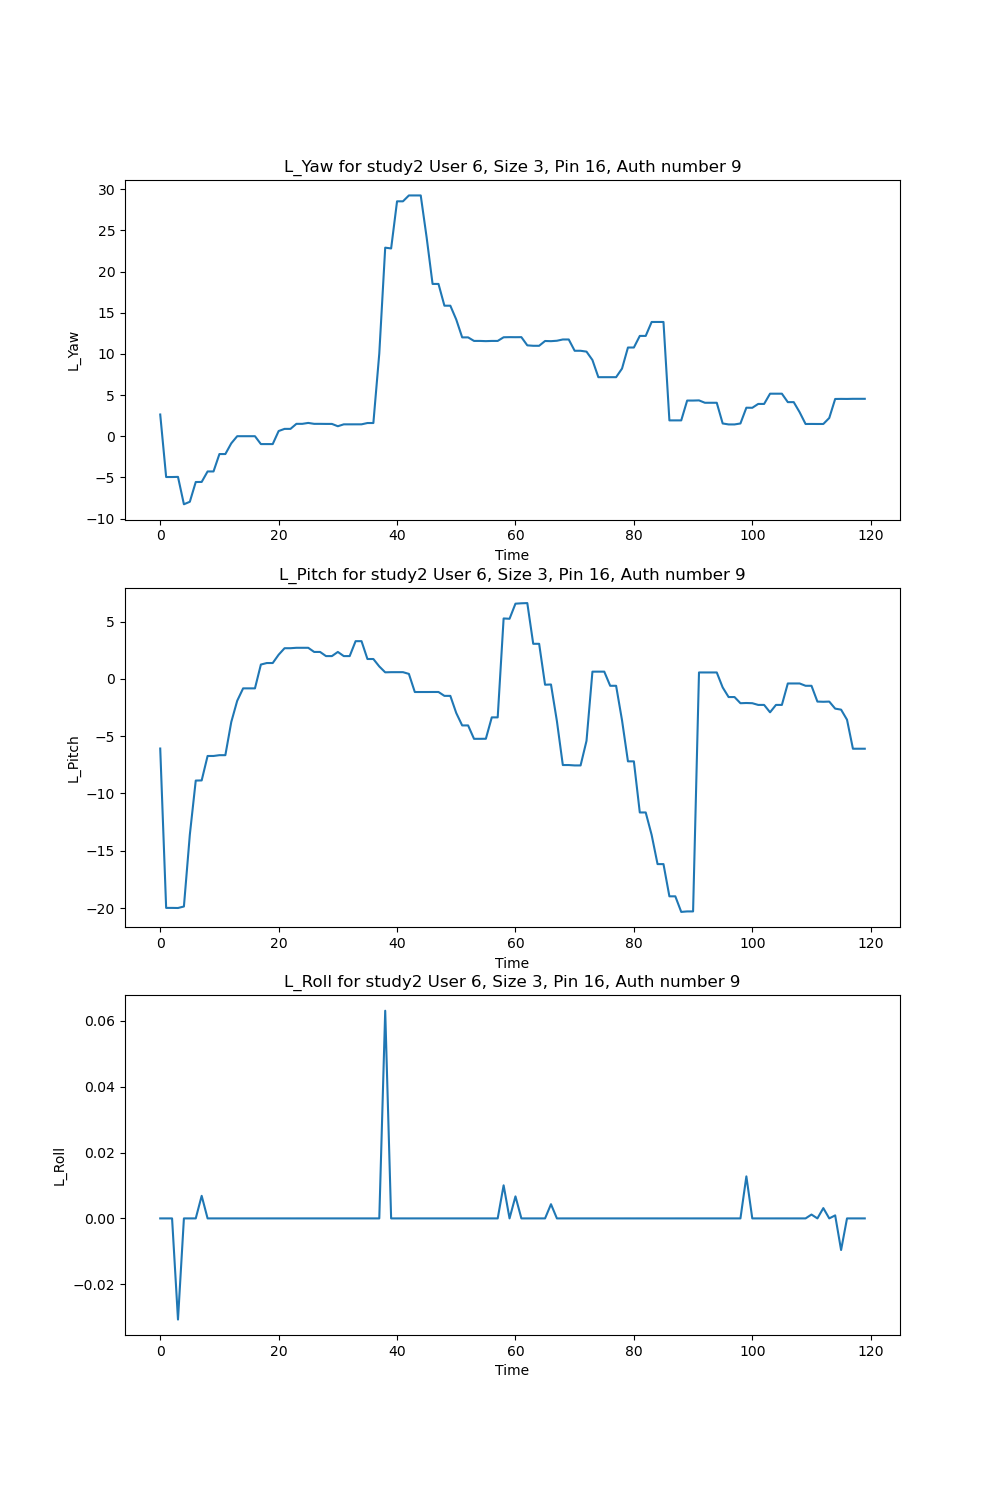 L_Yaw for study2 User 6, Size 3, Pin 16, Auth number 9
30
25
20
15
10
5
0
−5
−10
L_Yaw
0 20 40 60 80 100 120
Time
L_Pitch for study2 User 6, Size 3, Pin 16, Auth number 9
5
0
−5
−10
−15
−20
L_Pitch
0 20 40 60 80 100 120
Time
L_Roll for study2 User 6, Size 3, Pin 16, Auth number 9
0.06
0.04
0.02
0.00
−0.02
L_Roll
0 20 40 60 80 100 120
Time